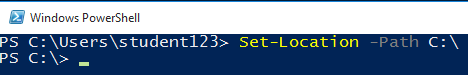 Windows PowerShell
PS C:\Users\student123> Set-Location -Path C:\
PS C:\>